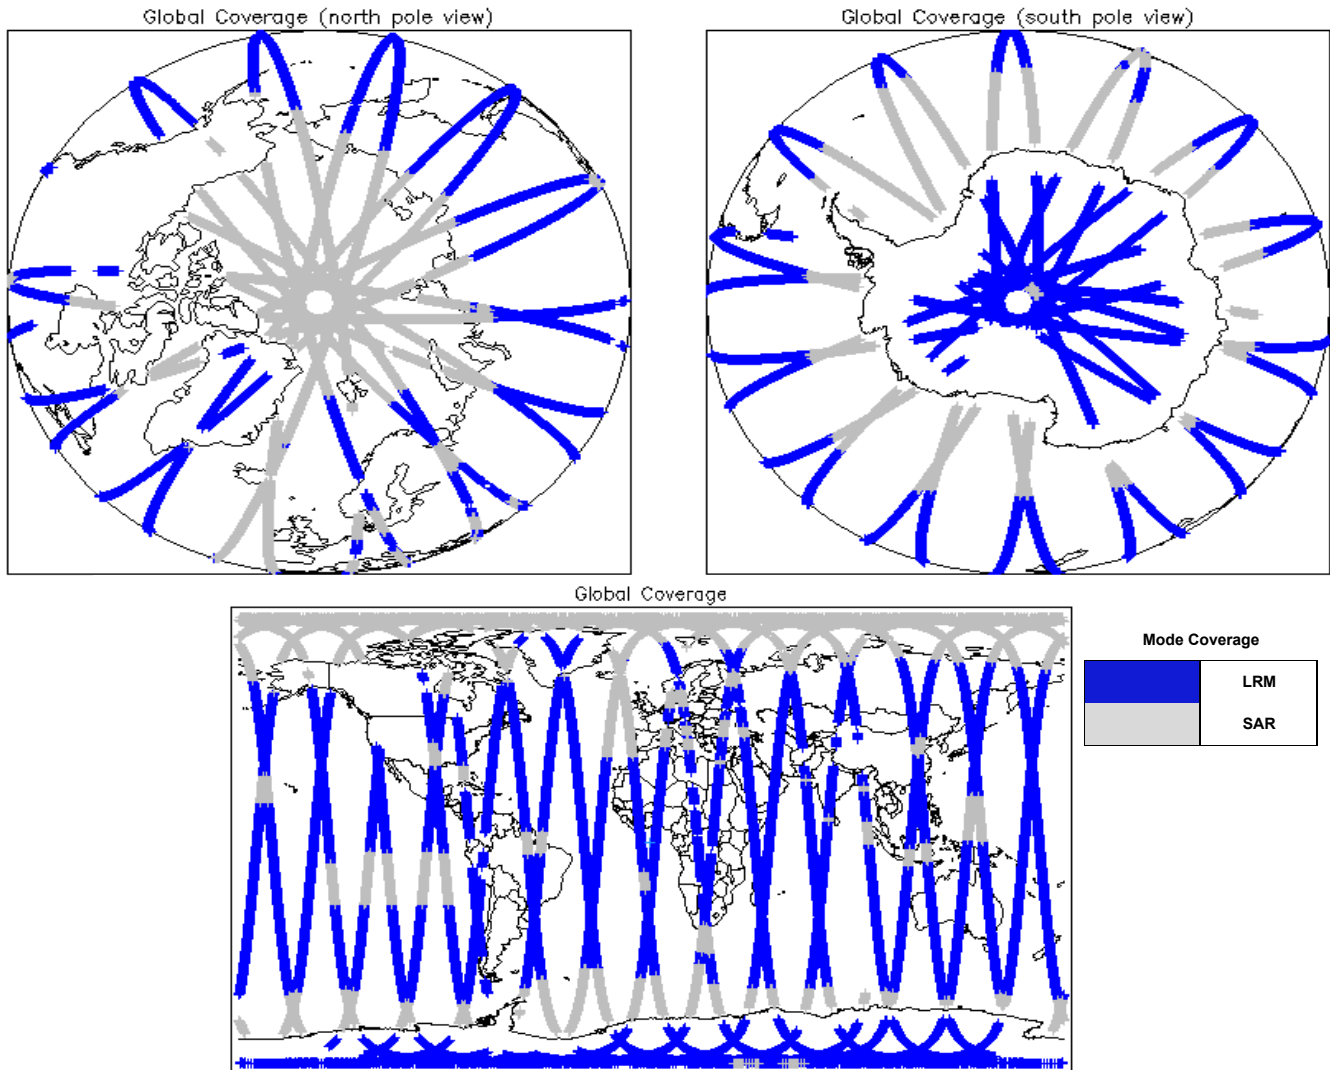 Global Coverage (north pole view)
Global Coverage (south pole view)
Global Coverage
Mode Coverage
LRM
SAR